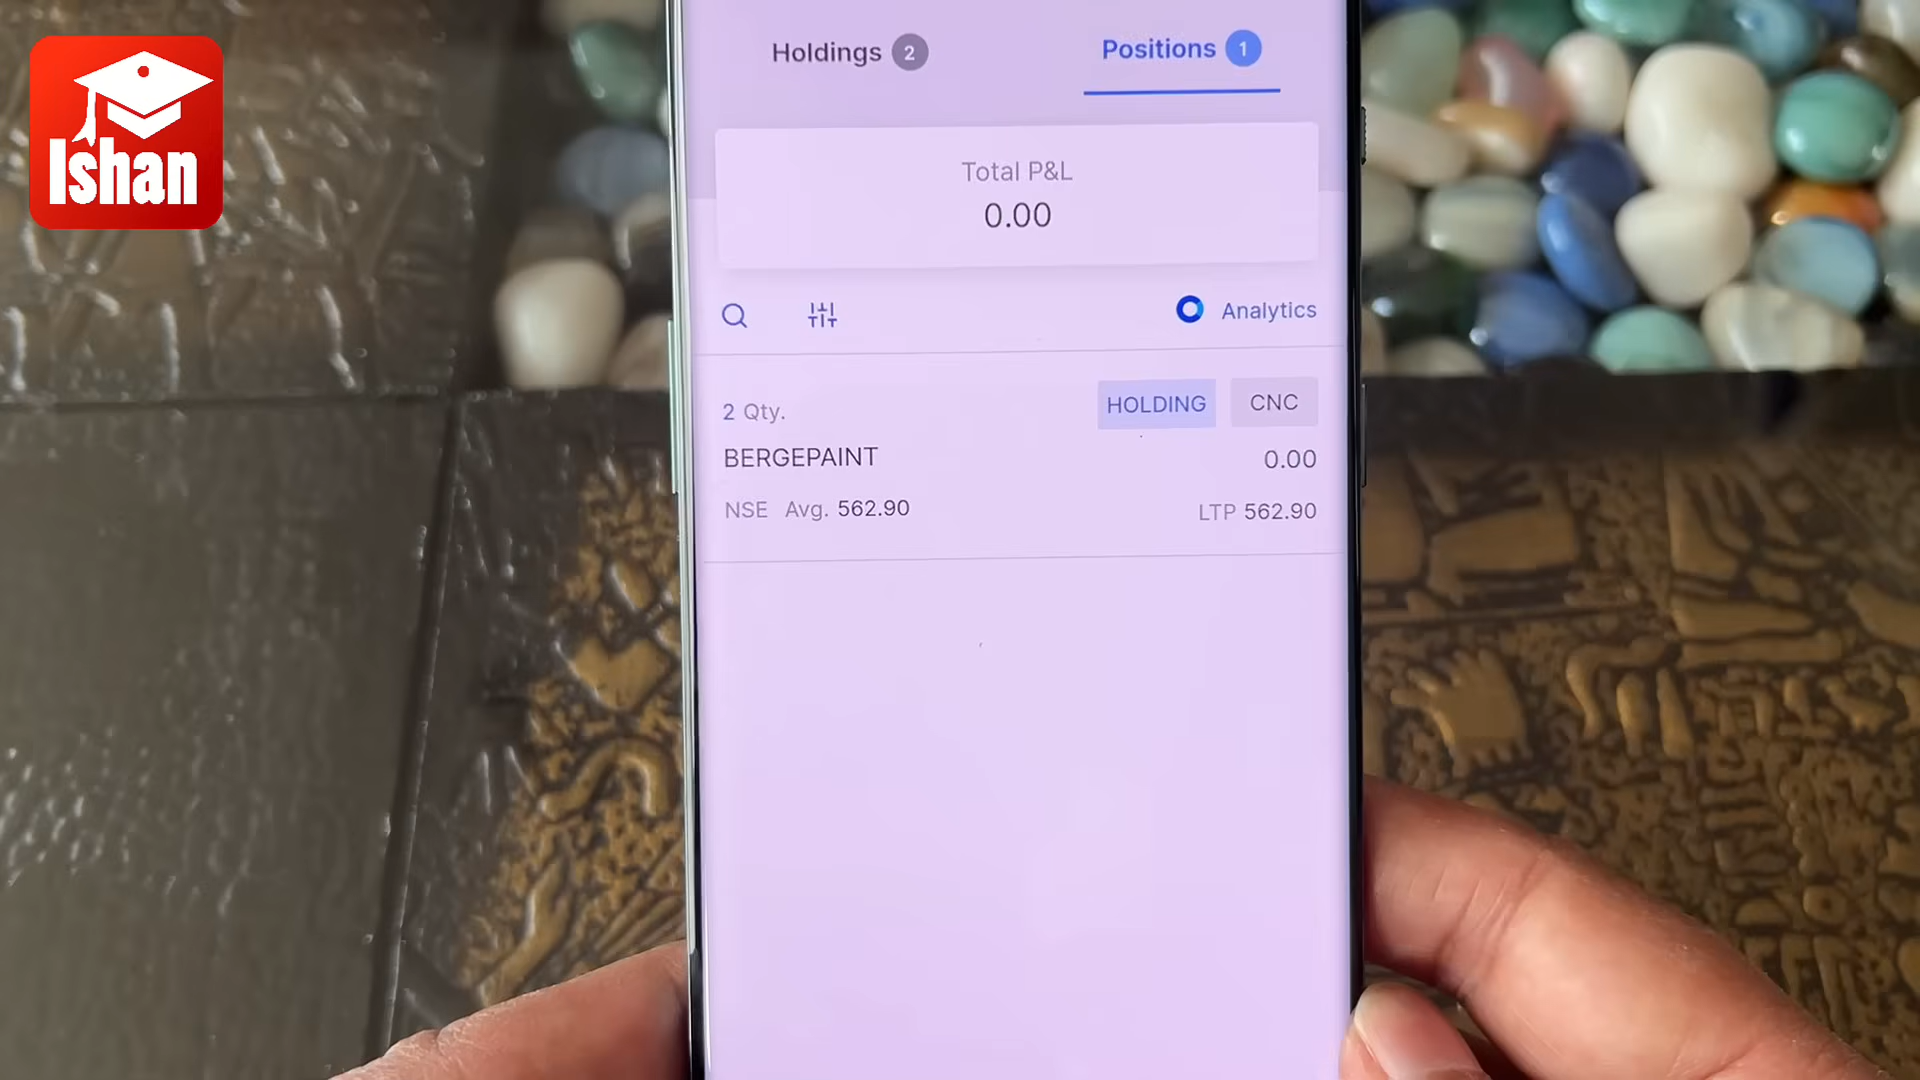 Ishan
Holdings 2
Positions 1
Total P&L
0.00
Analytics
2 Qty.
HOLDING CNC
BERGEPAINT
0.00
NSE Avg. 562.90
LTP 562.90